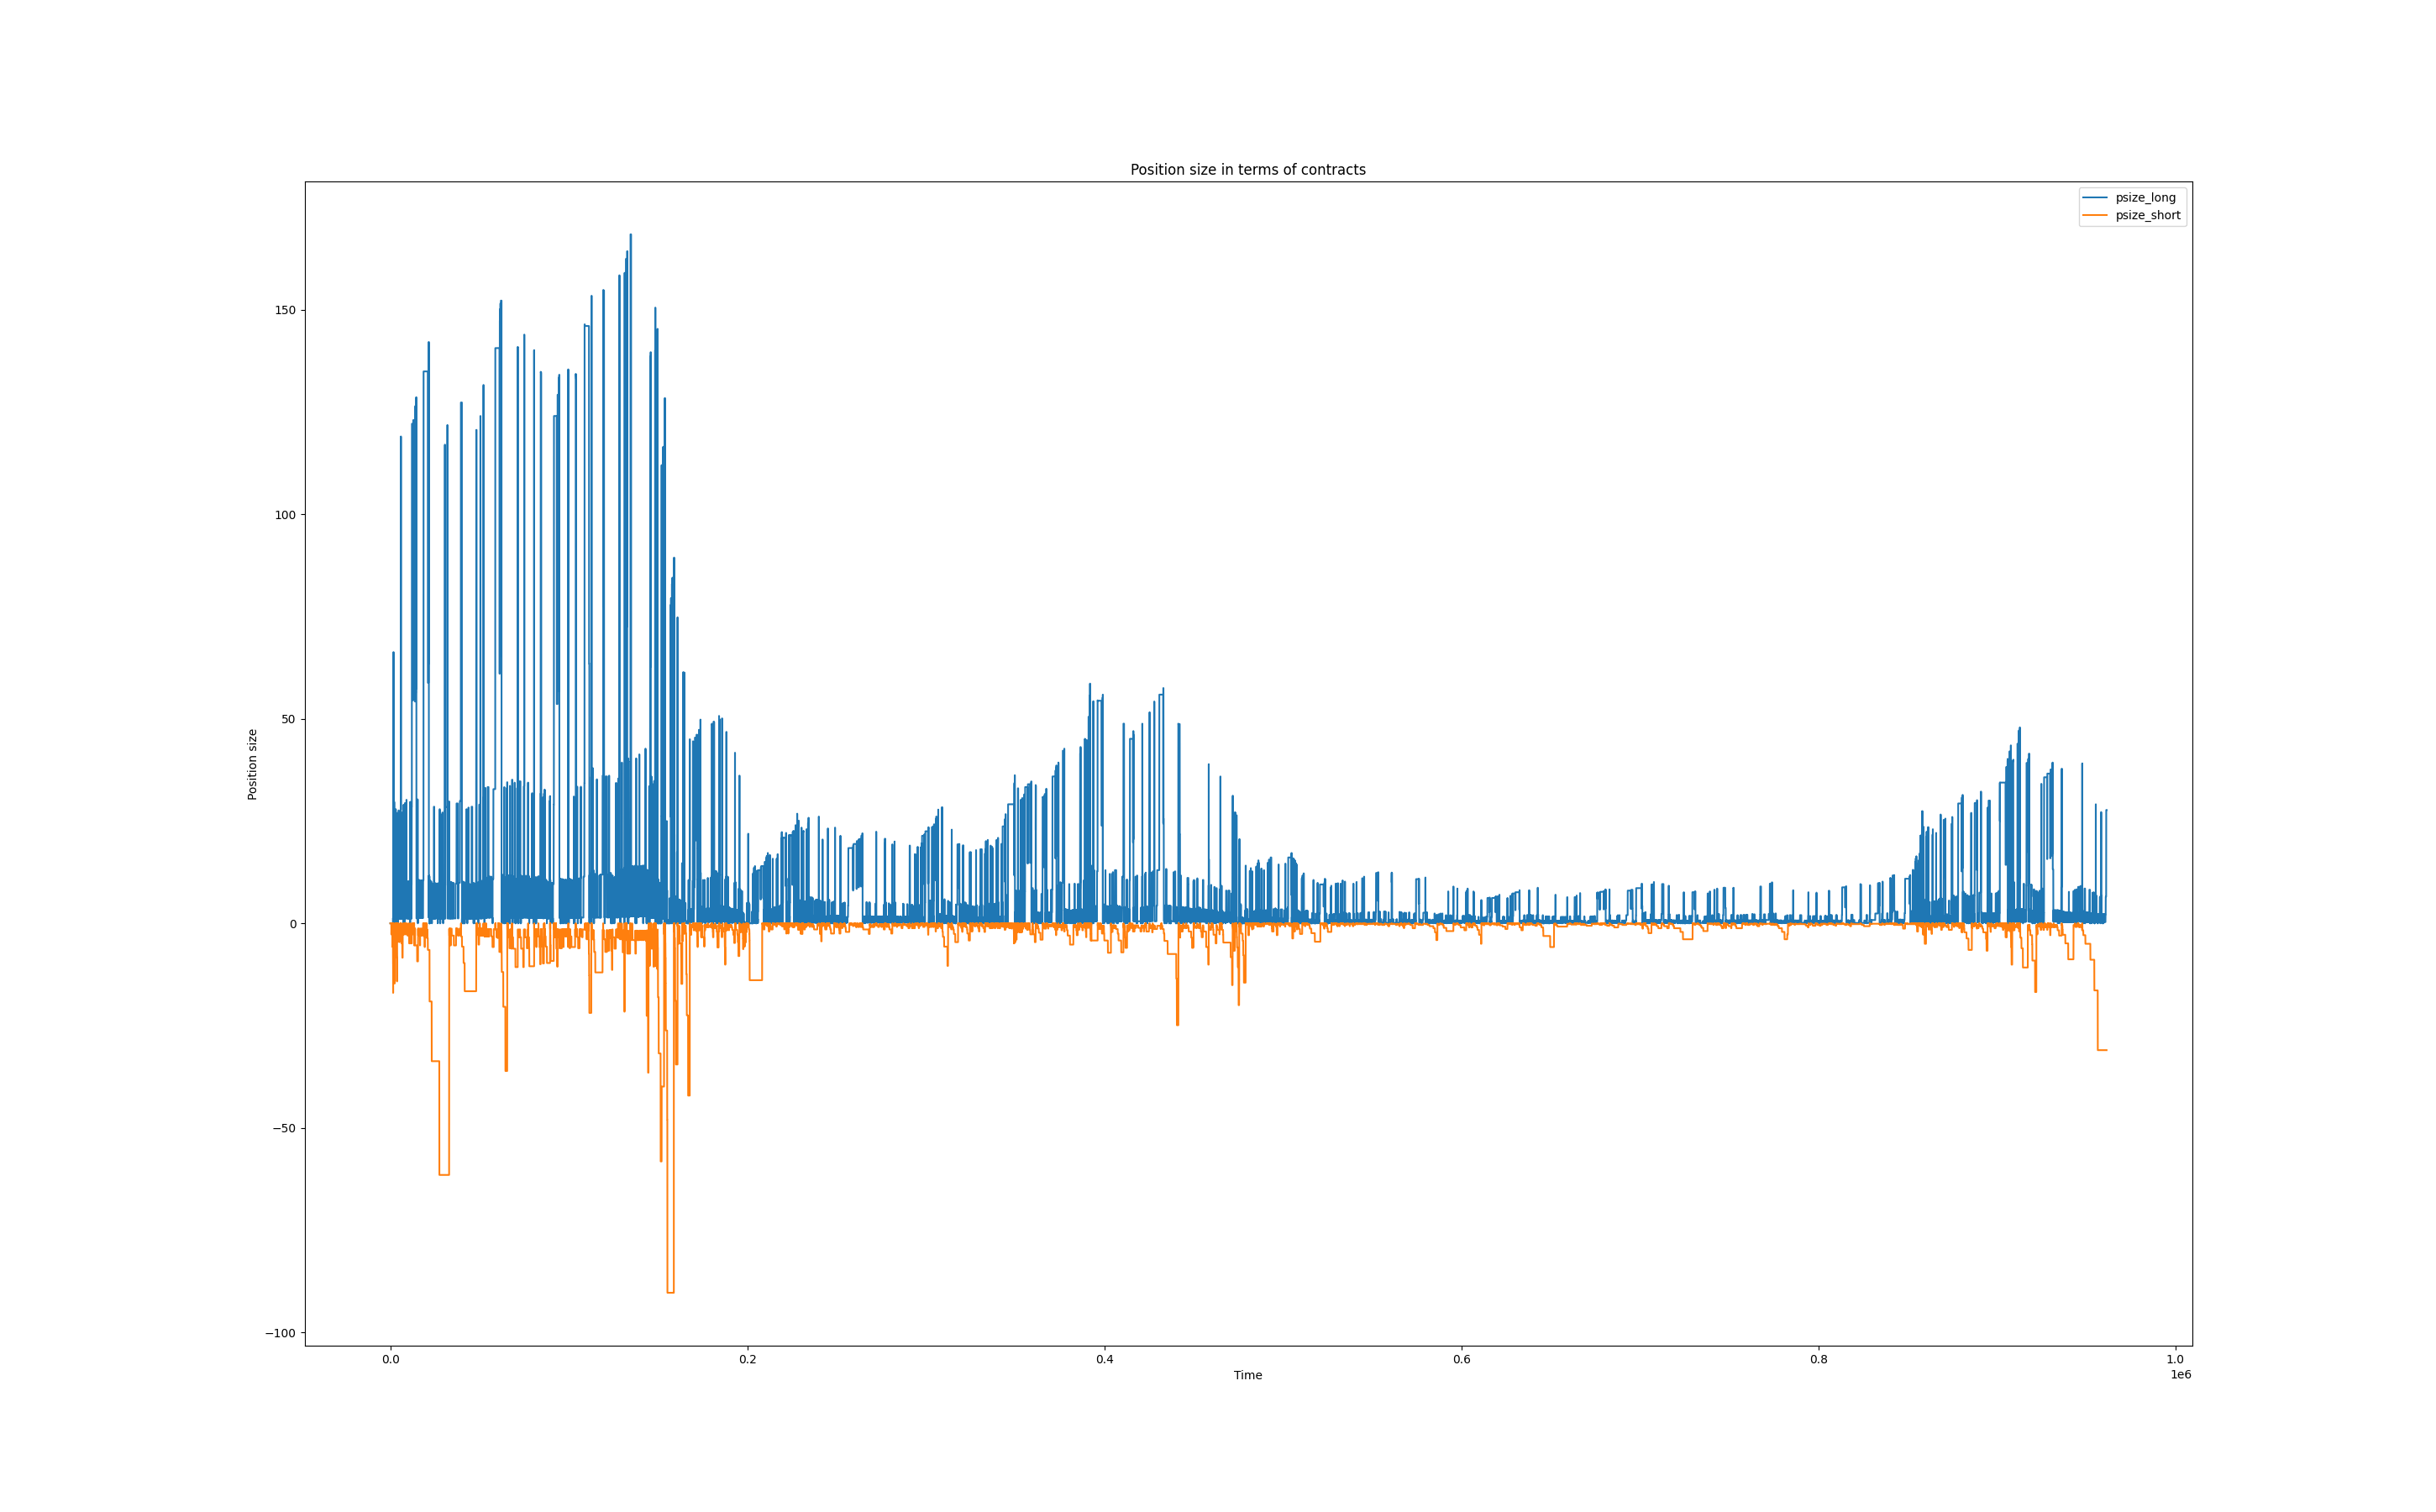 Position size in terms of contracts
psize_long
psize_short
Position size
150
100
50
0
−50
−100
0.0
0.2
0.4
0.6
0.8
1.0
1e6
Time